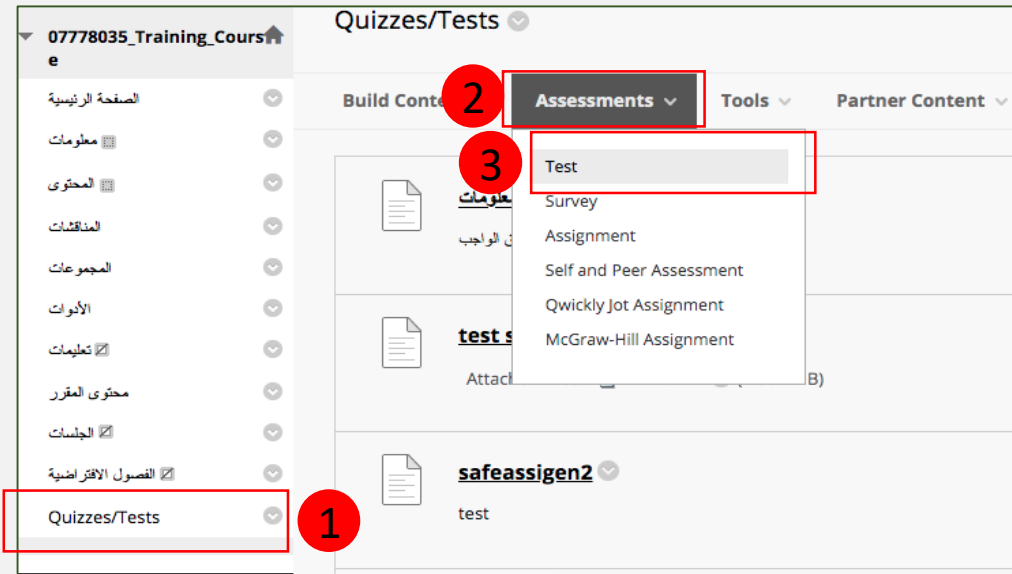 07778035_Training_Cours
e
الصفحة الرئيسية
معلومات
المحتوى
المناقشات
المجموعات
الأدوات
تعليمات
محتوى المقرر
الجلسات
الفصول الافتراضية
Quizzes/Tests
1
Quizzes/Tests
Build Conte
2
Assessments
Tools
Partner Content
3
Test
Survey
Assignment
Self and Peer Assessment
Qwickly Jot Assignment
McGraw-Hill Assignment
معلومات
الواجب
test s
Attach
B)
safeassigen2
test